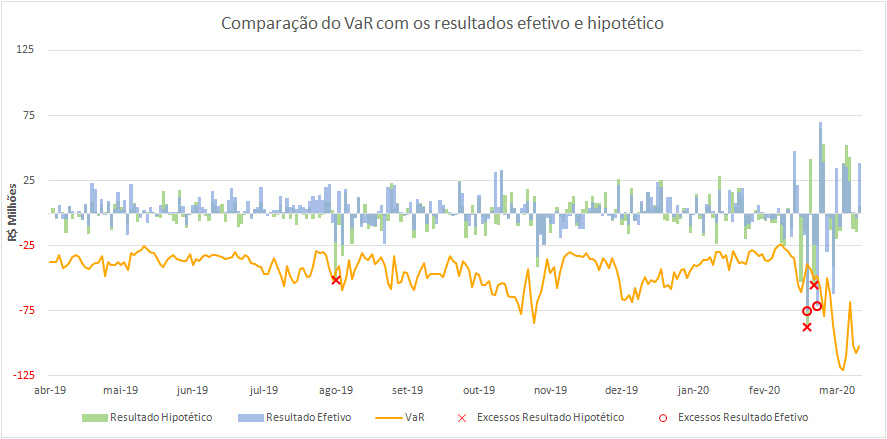 Comparação do VaR com os resultados efetivo e hipotético
R$ Milhões
125
75
25
-25
-75
-125
abr-19 mai-19 jun-19 jul-19 ago-19 set-19 out-19 nov-19 dez-19 jan-20 fev-20 mar-20
Resultado Hipotético Resultado Efetivo VaR Excessos Resultado Hipotético Excessos Resultado Efetivo